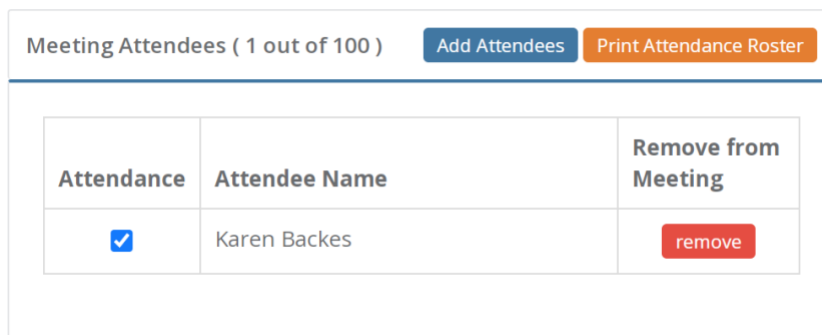 Meeting Attendees ( 1 out of 100 ) Add Attendees Print Attendance Roster
Attendance Attendee Name Remove from Meeting
Karen Backes remove